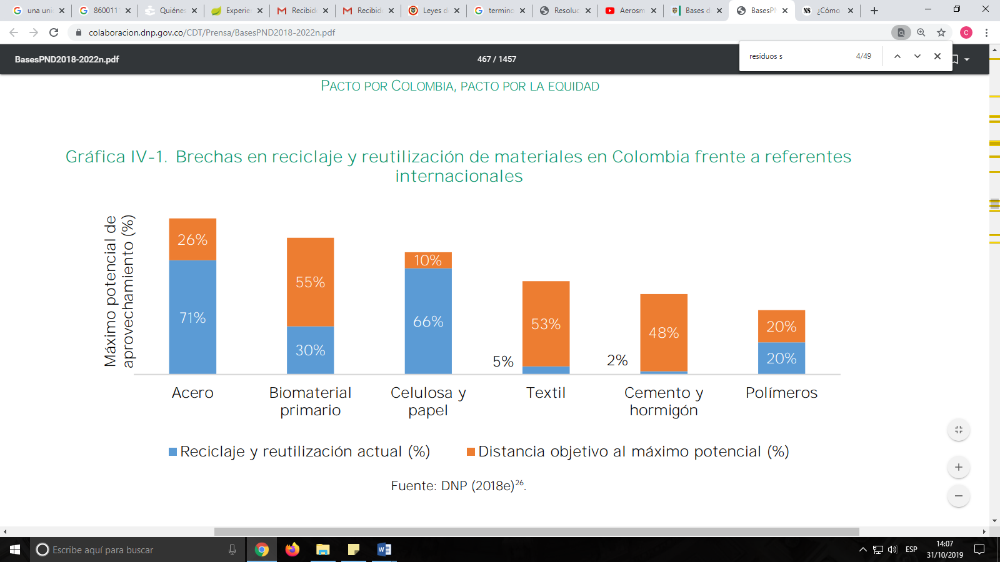 una uni
860011
Quiénes
Experie
Recibid
Recibid
Leyes d
termino
Resoluc
Aerosm
Bases d
BasesPN
¿Cómo
colaboracion.dnp.gov.co/CDT/Prensa/BasesPND2018-2022n.pdf
BasesPND2018-2022n.pdf
467 / 1457
residuos s
4/49
PACTO POR COLOMBIA, PACTO POR LA EQUIDAD
Gráfica IV-1. Brechas en reciclaje y reutilización de materiales en Colombia frente a referentes
internacionales
Máximo potencial de
aprovechamiento (%)
26%
71%
55%
30%
10%
66%
53%
5%
48%
2%
20%
20%
Acero
Biomaterial
primario
Celulosa y
papel
Textil
Cemento y
hormigón
Polímeros
Reciclaje y reutilización actual (%)
Distancia objetivo al máximo potencial (%)
Fuente: DNP (2018e)26.
Escribe aquí para buscar
ESP
14:07
31/10/2019